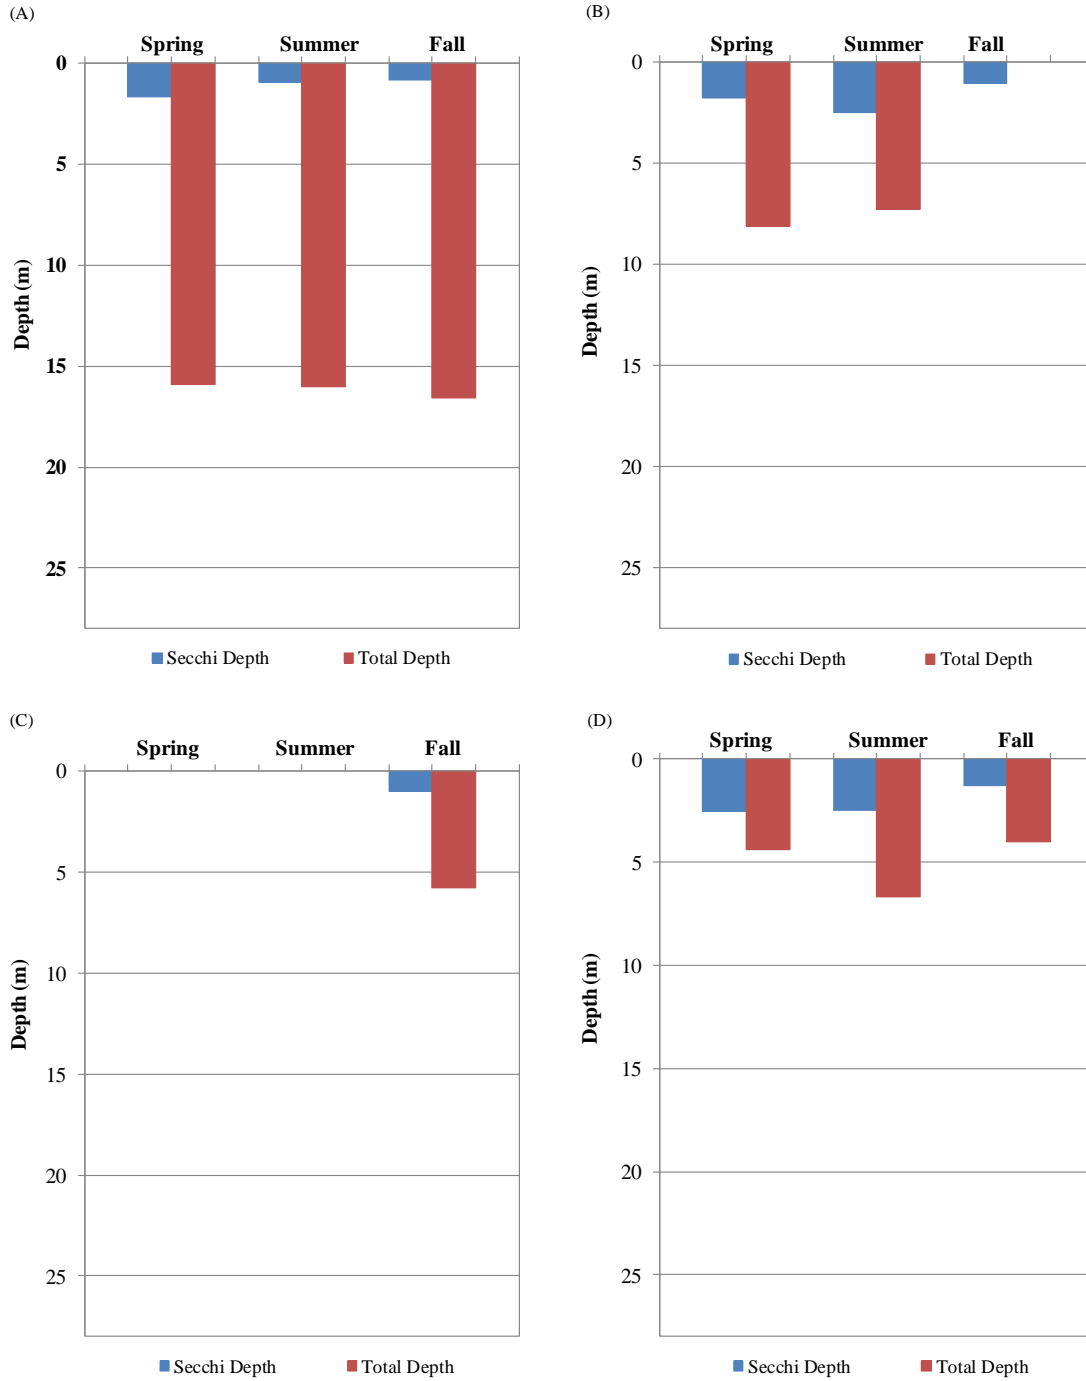 (A)
Spring Summer Fall
0
5
10
15
20
25
Depth (m)
Secchi Depth Total Depth
(B)
Spring Summer Fall
0
5
10
15
20
25
Depth (m)
Secchi Depth Total Depth
(C)
Spring Summer Fall
0
5
10
15
20
25
Depth (m)
Secchi Depth Total Depth
(D)
Spring Summer Fall
0
5
10
15
20
25
Depth (m)
Secchi Depth Total Depth